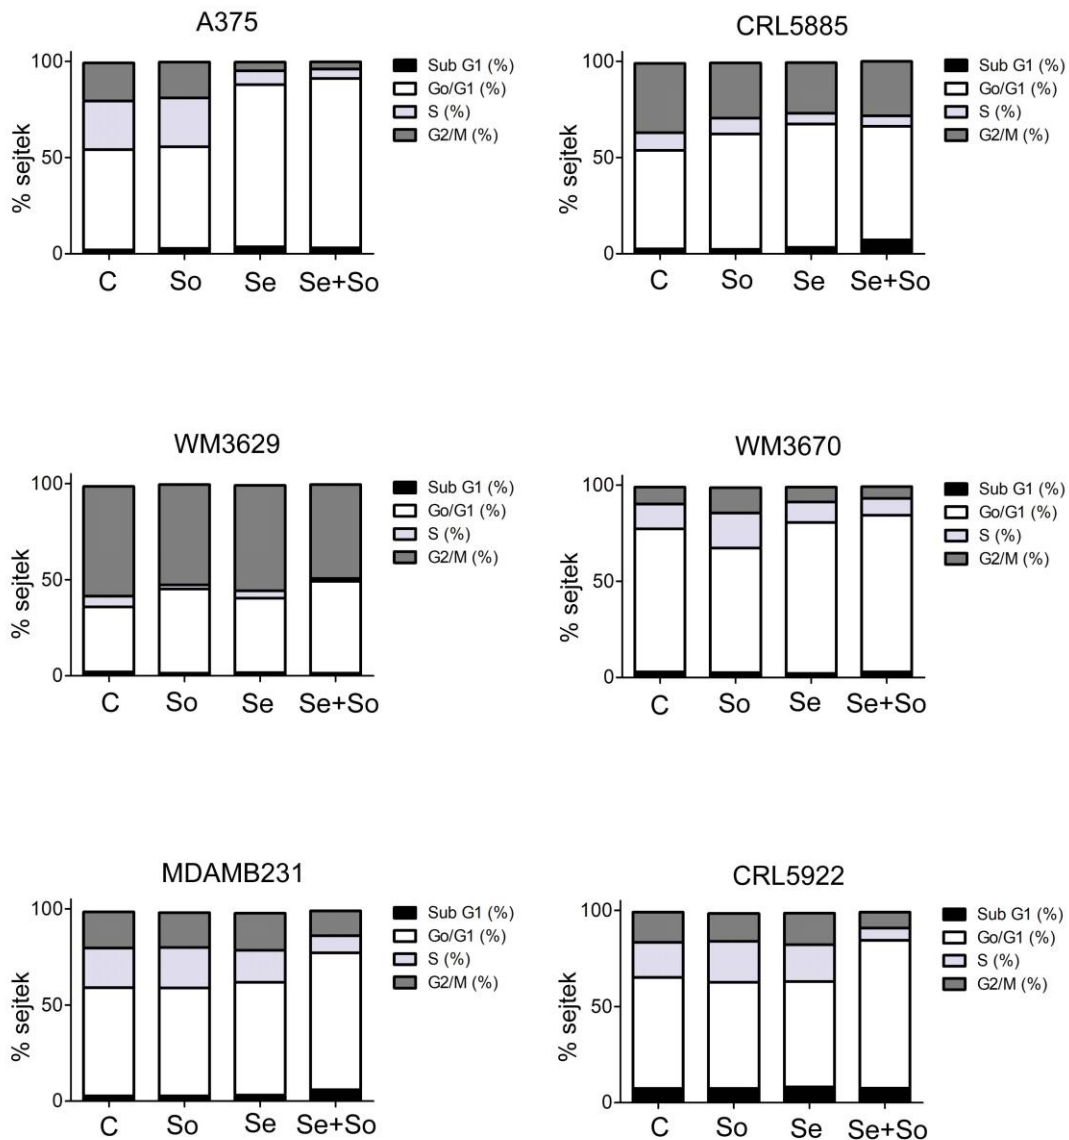 A375
100
50
0
% sejtek
C So Se Se+So
Sub G1 (%)
Go/G1 (%)
S (%)
G2/M (%)
CRL5885
100
50
0
% sejtek
C So Se Se+So
Sub G1 (%)
Go/G1 (%)
S (%)
G2/M (%)
WM3629
100
50
0
% sejtek
C So Se Se+So
Sub G1 (%)
Go/G1 (%)
S (%)
G2/M (%)
WM3670
100
50
0
% sejtek
C So Se Se+So
Sub G1 (%)
Go/G1 (%)
S (%)
G2/M (%)
MDAMB231
100
50
0
% sejtek
C So Se Se+So
Sub G1 (%)
Go/G1 (%)
S (%)
G2/M (%)
CRL5922
100
50
0
% sejtek
C So Se Se+So
Sub G1 (%)
Go/G1 (%)
S (%)
G2/M (%)